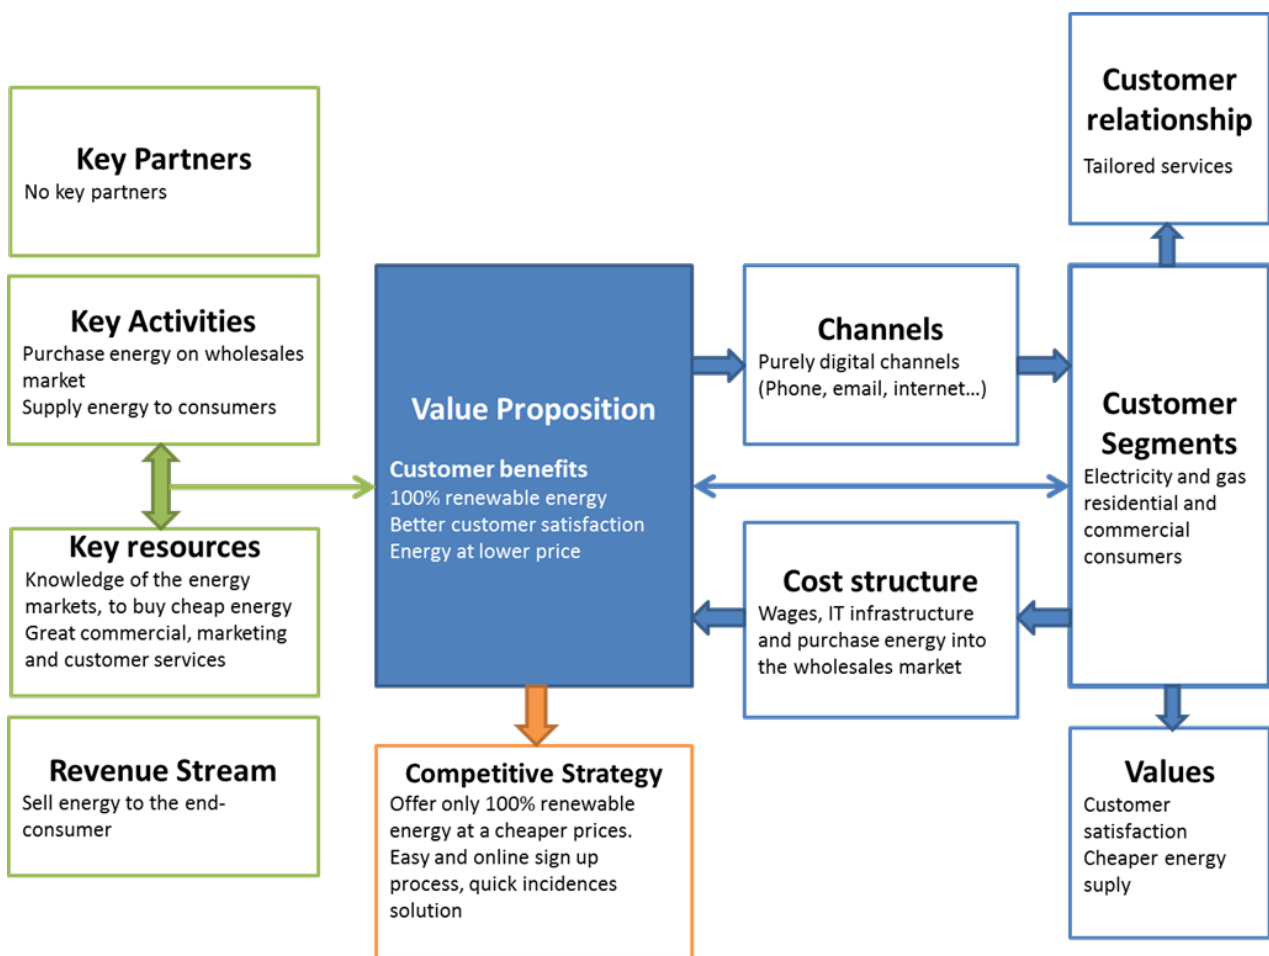 Key Partners
No key partners
Key Activities
Purchase energy on wholesales
market
Supply energy to consumers
Key resources
Knowledge of the energy
markets, to buy cheap energy
Great commercial, marketing
and customer services
Revenue Stream
Sell energy to the end-
consumer
Value Proposition
Customer benefits
100% renewable energy
Better customer satisfaction
Energy at lower price
Competitive Strategy
Offer only 100% renewable
energy at a cheaper prices.
Easy and online sign up
process, quick incidences
solution
Channels
Purely digital channels
(Phone, email, internet…)
Cost structure
Wages, IT infrastructure
and purchase energy into
the wholesales market
Customer
relationship
Tailored services
Customer
Segments
Electricity and gas
residential and
commercial
consumers
Values
Customer
satisfaction
Cheaper energy
suply